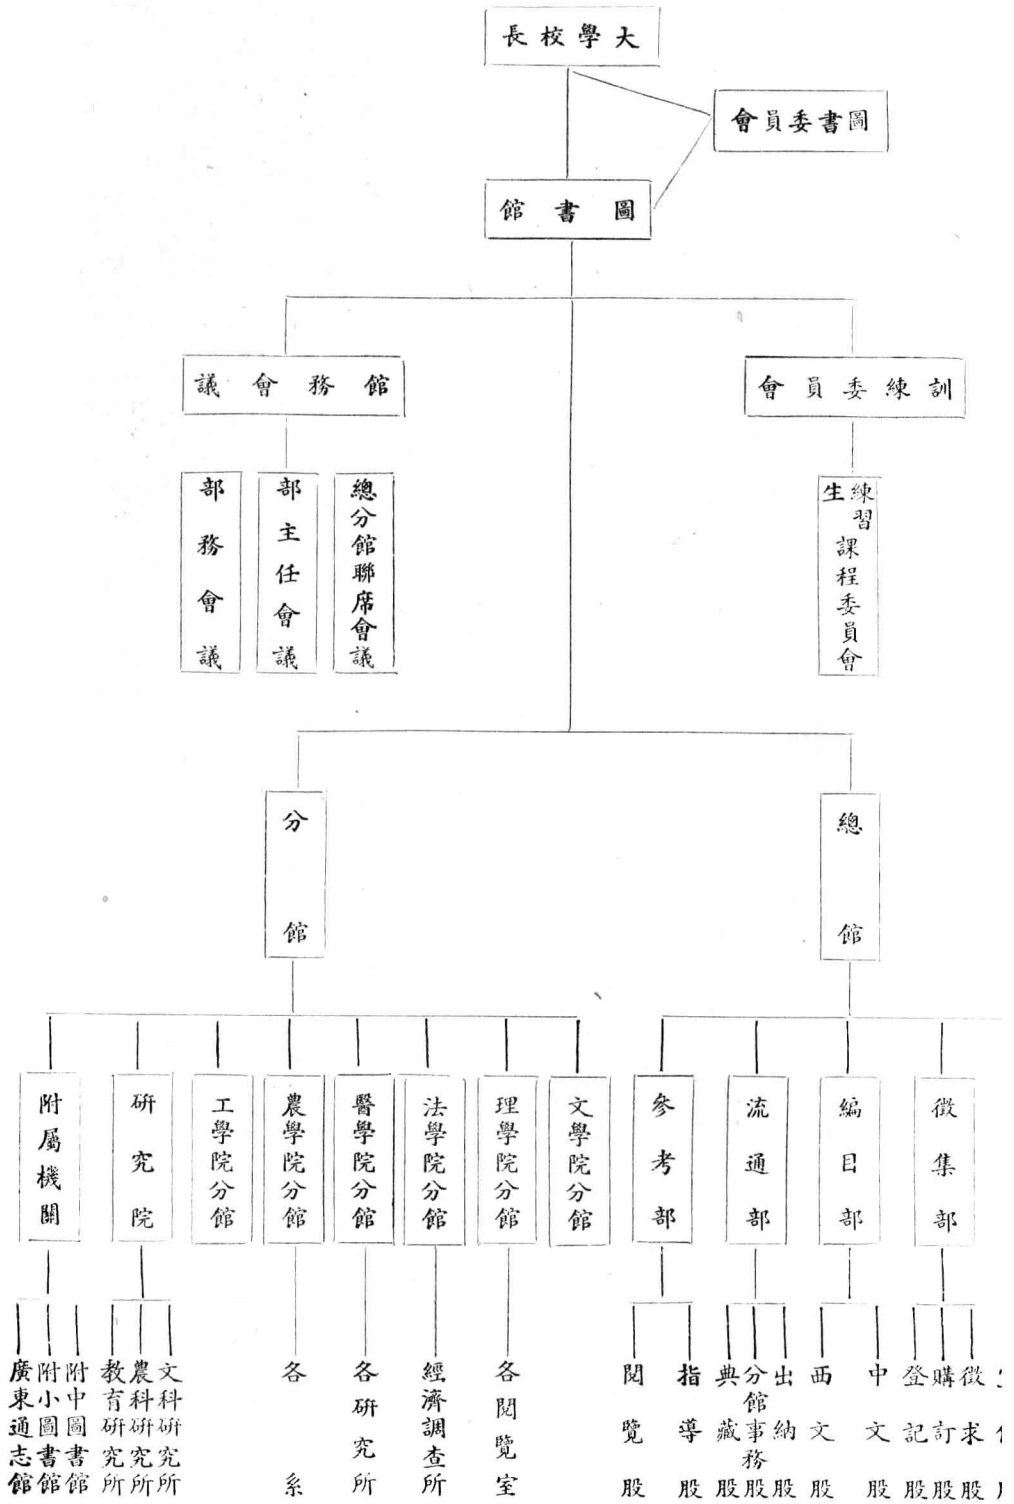 大學校長
圖書委員會
圖書館
訓練委員會
館務會議
練習生課程委員會
總分館聯席會議
部主任會議
部務會議
總館
分館
徵集部
編目部
流通部
參考部
文學院分館
理學院分館
法學院分館
醫學院分館
農學院分館
工學院分館
研究院
附屬機關
徵求股
購訂股
登記股
中文股
西文股
出納股
分館事務股
典藏股
指導股
閱覽股
各閱覽室
經濟調查所
各研究所
各系
文科研究所
農科研究所
教育研究所
附中圖書館
附小圖書館
廣東通志館